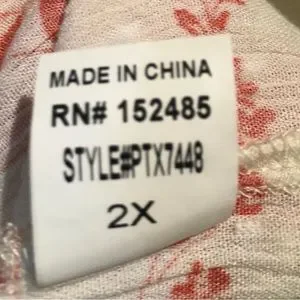 MADE IN CHINA
RN# 152485
STYLE#PTX7448
2X